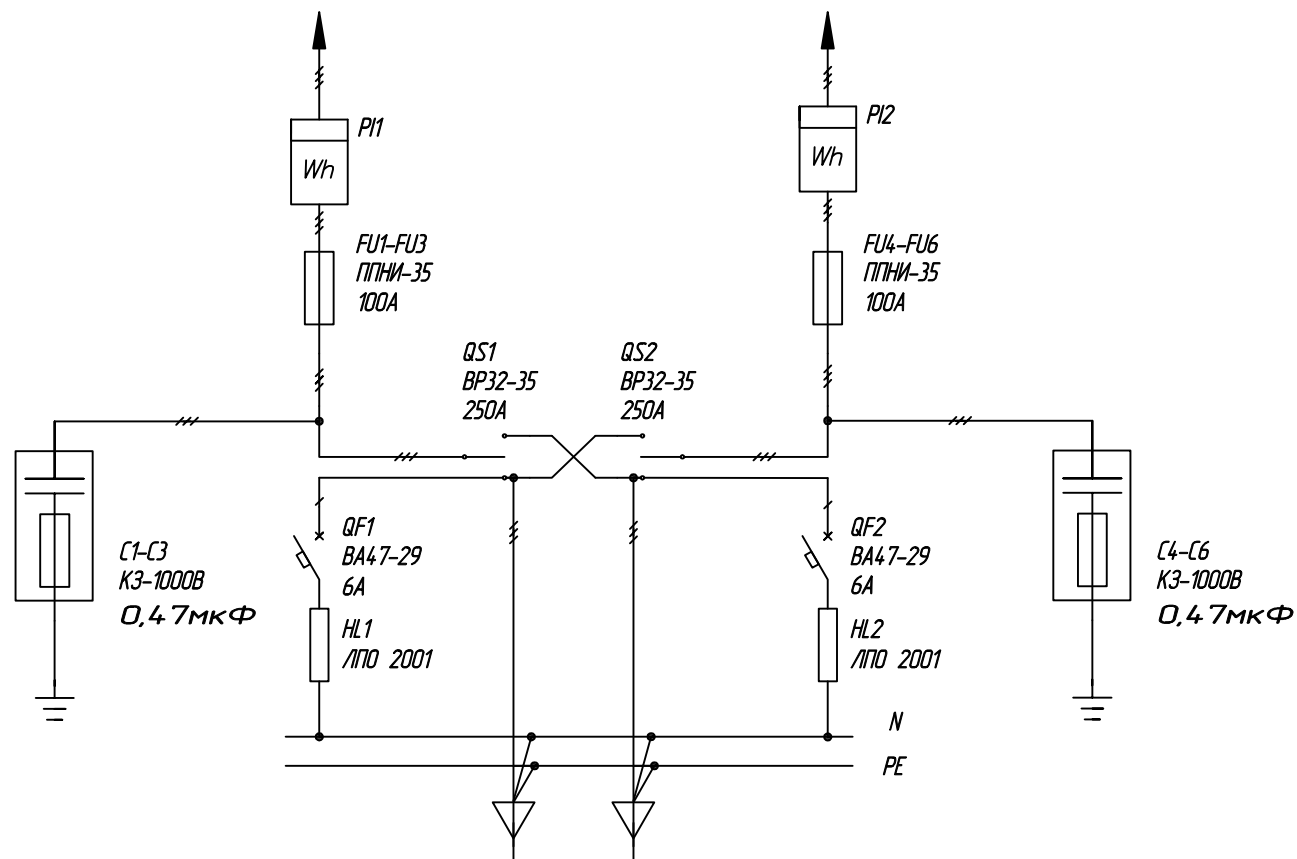 PI1
Wh
PI2
Wh
FU1-FU3
ППНИ-35
100А
FU4-FU6
ППНИ-35
100А
QS1
ВР32-35
250А
QS2
ВР32-35
250А
C1-C3
КЗ-1000В
0,47мкФ
QF1
ВА47-29
6А
HL1
ЛПО 2001
QF2
ВА47-29
6А
HL2
ЛПО 2001
C4-C6
КЗ-1000В
0,47мкФ
N
PE